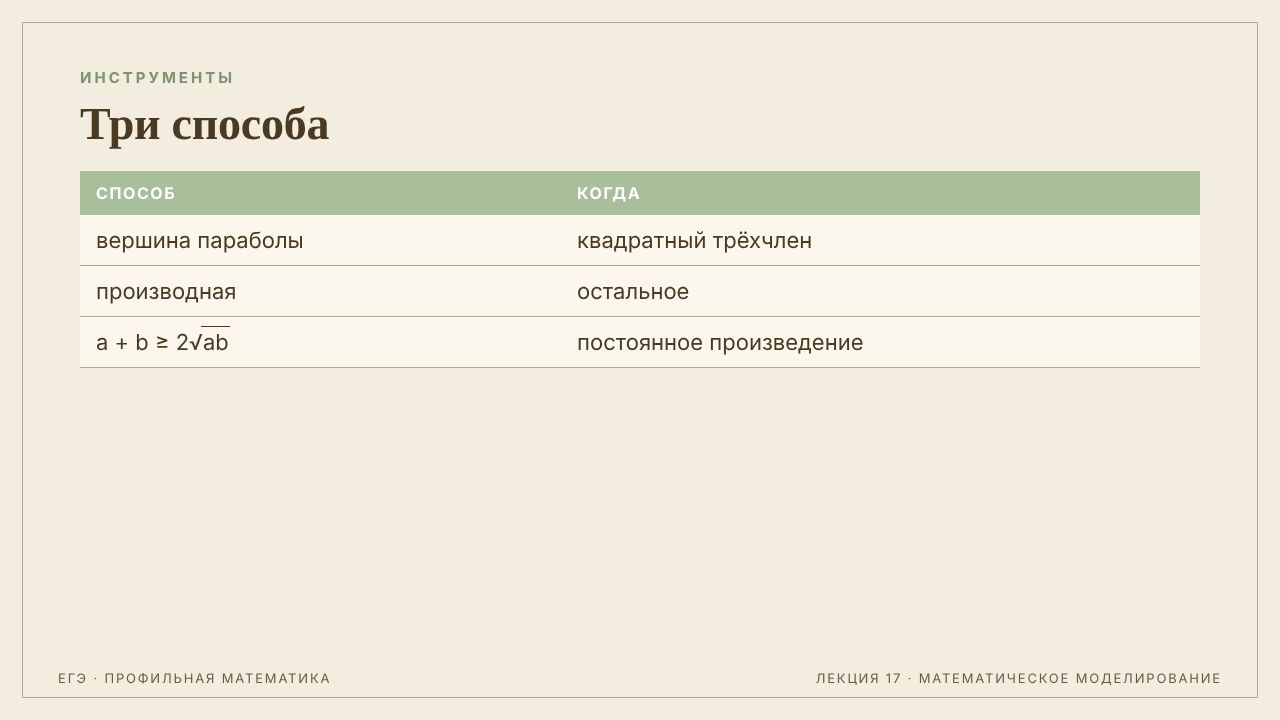 ИНСТРУМЕНТЫ
Три способа
СПОСОБ КОГДА
вершина параболы квадратный трёхчлен
производная остальное
a + b ≥ 2√ab постоянное произведение
ЕГЭ · ПРОФИЛЬНАЯ МАТЕМАТИКА ЛЕКЦИЯ 17 · МАТЕМАТИЧЕСКОЕ МОДЕЛИРОВАНИЕ